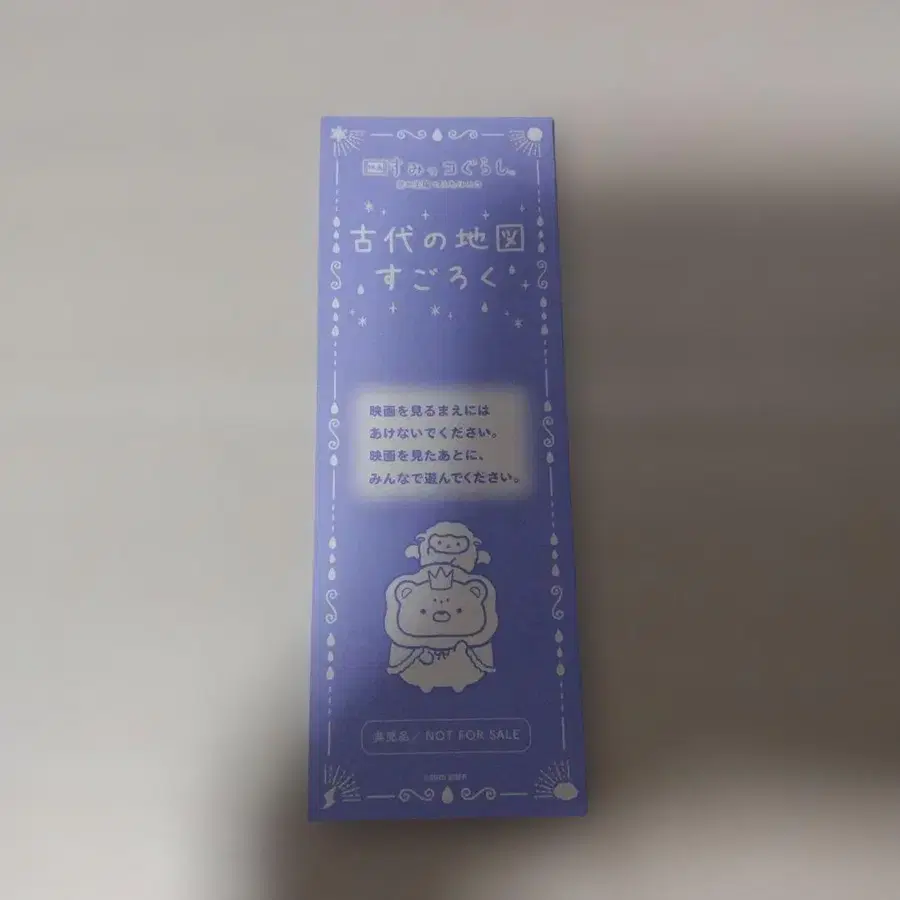 映画 すみっコぐらし
古代の地図
すごろく
映画を見るまえには
あけないでください。
映画を見たあとに、
みんなで遊んでください。
非売品／NOT FOR SALE